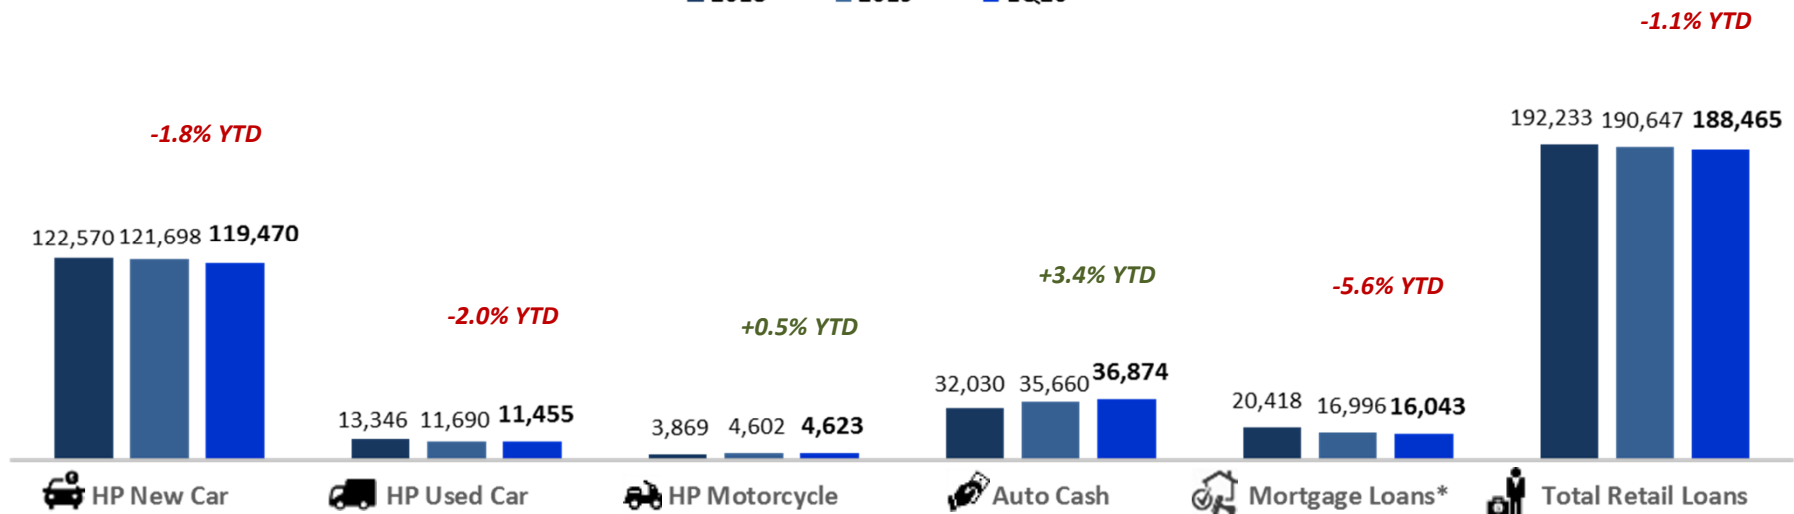 -1.1% YTD
192,233 190,647 188,465
-1.8% YTD
122,570 121,698 119,470
+3.4% YTD
-5.6% YTD
-2.0% YTD
+0.5% YTD
32,030 35,660 36,874
20,418 16,996 16,043
13,346 11,690 11,455
3,869 4,602 4,623
HP New Car HP Used Car HP Motorcycle Auto Cash Mortgage Loans* Total Retail Loans